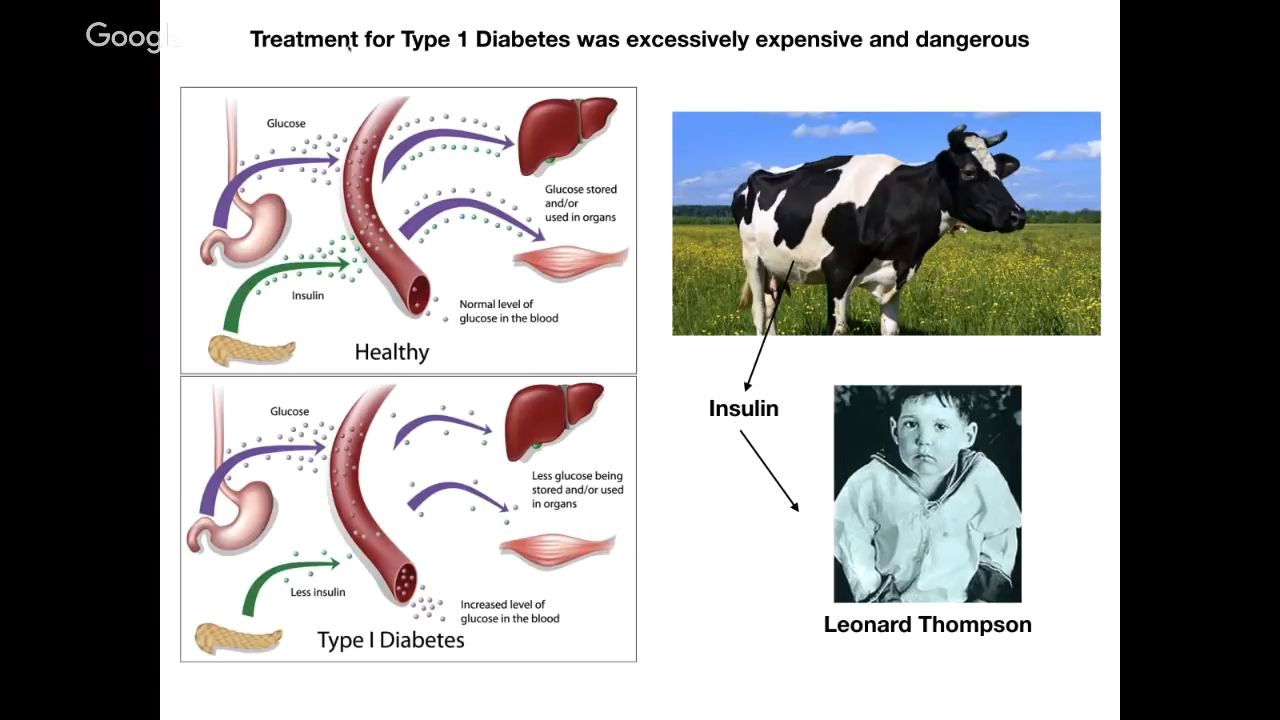 Google
Treatment for Type 1 Diabetes was excessively expensive and dangerous
Glucose
Glucose stored
and/or
used in organs
Insulin
Normal level of
glucose in the blood
Healthy
Glucose
Less glucose being
stored and/or used
in organs
Less insulin
Increased level of
glucose in the blood
Type I Diabetes
Insulin
Leonard Thompson